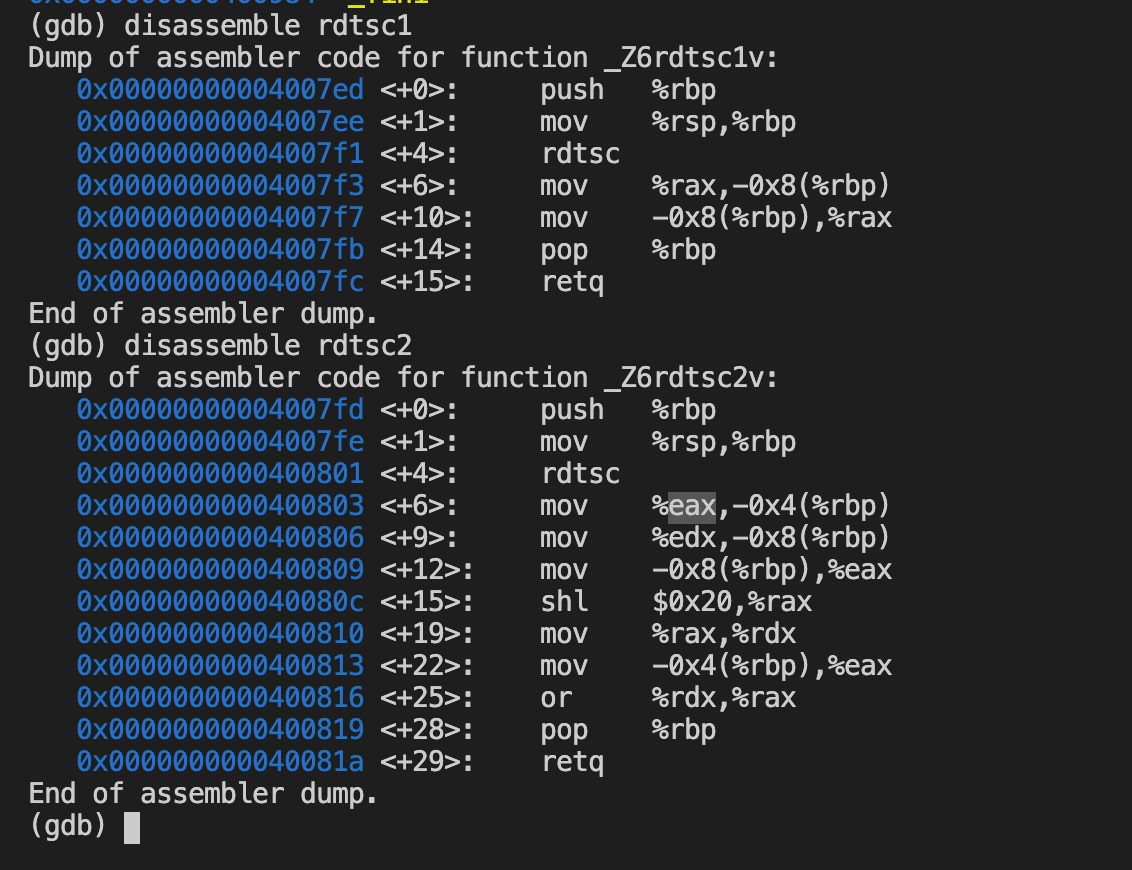 (gdb) disassemble rdtsc1
Dump of assembler code for function _Z6rdtsc1v:
   0x00000000004007ed <+0>:     push   %rbp
   0x00000000004007ee <+1>:     mov    %rsp,%rbp
   0x00000000004007f1 <+4>:     rdtsc
   0x00000000004007f3 <+6>:     mov    %rax,-0x8(%rbp)
   0x00000000004007f7 <+10>:    mov    -0x8(%rbp),%rax
   0x00000000004007fb <+14>:    pop    %rbp
   0x00000000004007fc <+15>:    retq
End of assembler dump.
(gdb) disassemble rdtsc2
Dump of assembler code for function _Z6rdtsc2v:
   0x00000000004007fd <+0>:     push   %rbp
   0x00000000004007fe <+1>:     mov    %rsp,%rbp
   0x0000000000400801 <+4>:     rdtsc
   0x0000000000400803 <+6>:     mov    %eax,-0x4(%rbp)
   0x0000000000400806 <+9>:     mov    %edx,-0x8(%rbp)
   0x0000000000400809 <+12>:    mov    -0x8(%rbp),%eax
   0x000000000040080c <+15>:    shl    $0x20,%rax
   0x0000000000400810 <+19>:    mov    %rax,%rdx
   0x0000000000400813 <+22>:    mov    -0x4(%rbp),%eax
   0x0000000000400816 <+25>:    or     %rdx,%rax
   0x0000000000400819 <+28>:    pop    %rbp
   0x000000000040081a <+29>:    retq
End of assembler dump.
(gdb)